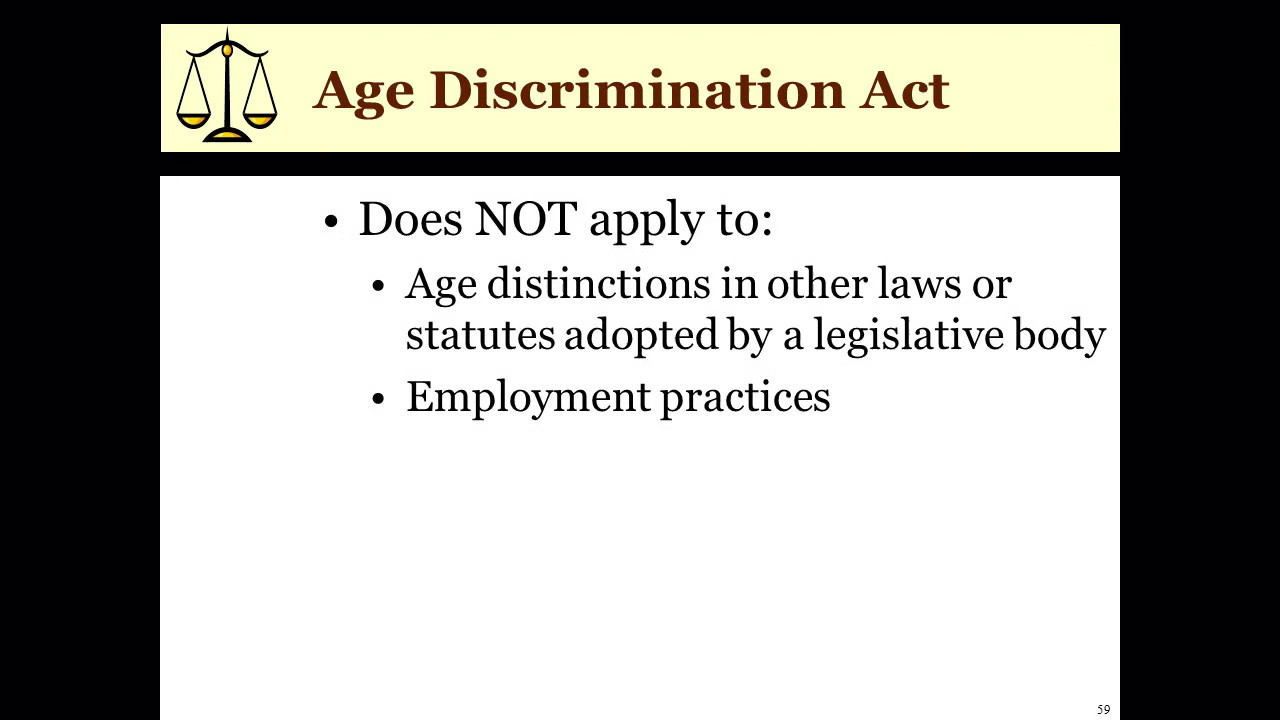 Age Discrimination Act
• Does NOT apply to:
• Age distinctions in other laws or
statutes adopted by a legislative body
• Employment practices
59